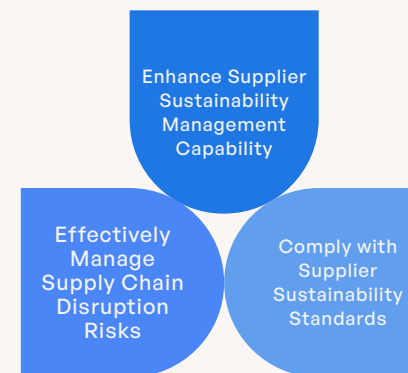 Enhance Supplier
Sustainability
Management
Capability
Effectively
Manage
Supply Chain
Disruption
Risks
Comply with
Supplier
Sustainability
Standards